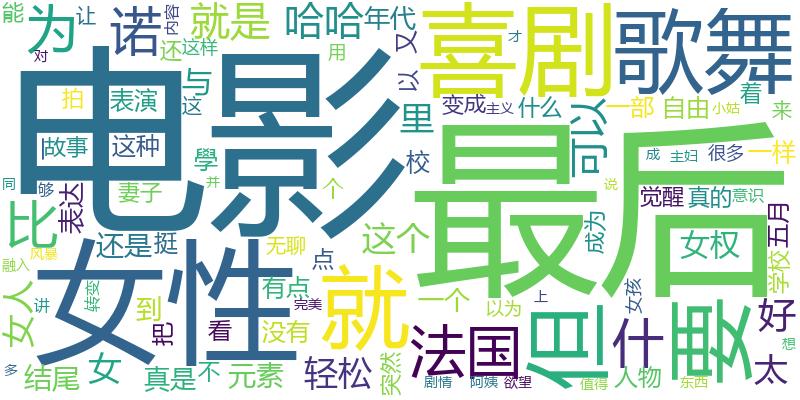 能
让
内容
为
诺
就是
哈哈
年代
又
喜剧
歌舞
才
对
还
这样
用
以
电影
拍
表演
与
这
里
变成
主义
什么
可以
一部
自由
小姑
着
来
故事
这种
學
校
最后
成
主妇
很多
一样
同
够
妻子
并
个
说
觉醒
真的
意识
比
表达
女性
还是
挺
无聊
点
这个
成为
女权
五月
风暴
融入
女人
讲
转变
到
把
看
有点
没有
完美
就
一个
以为
上
女孩
但
什
要
学校
好
太
想
多
结尾
女
真是
不
元素
轻松
突然
法国
剧情
阿姨
欲望
值得
人物
东西